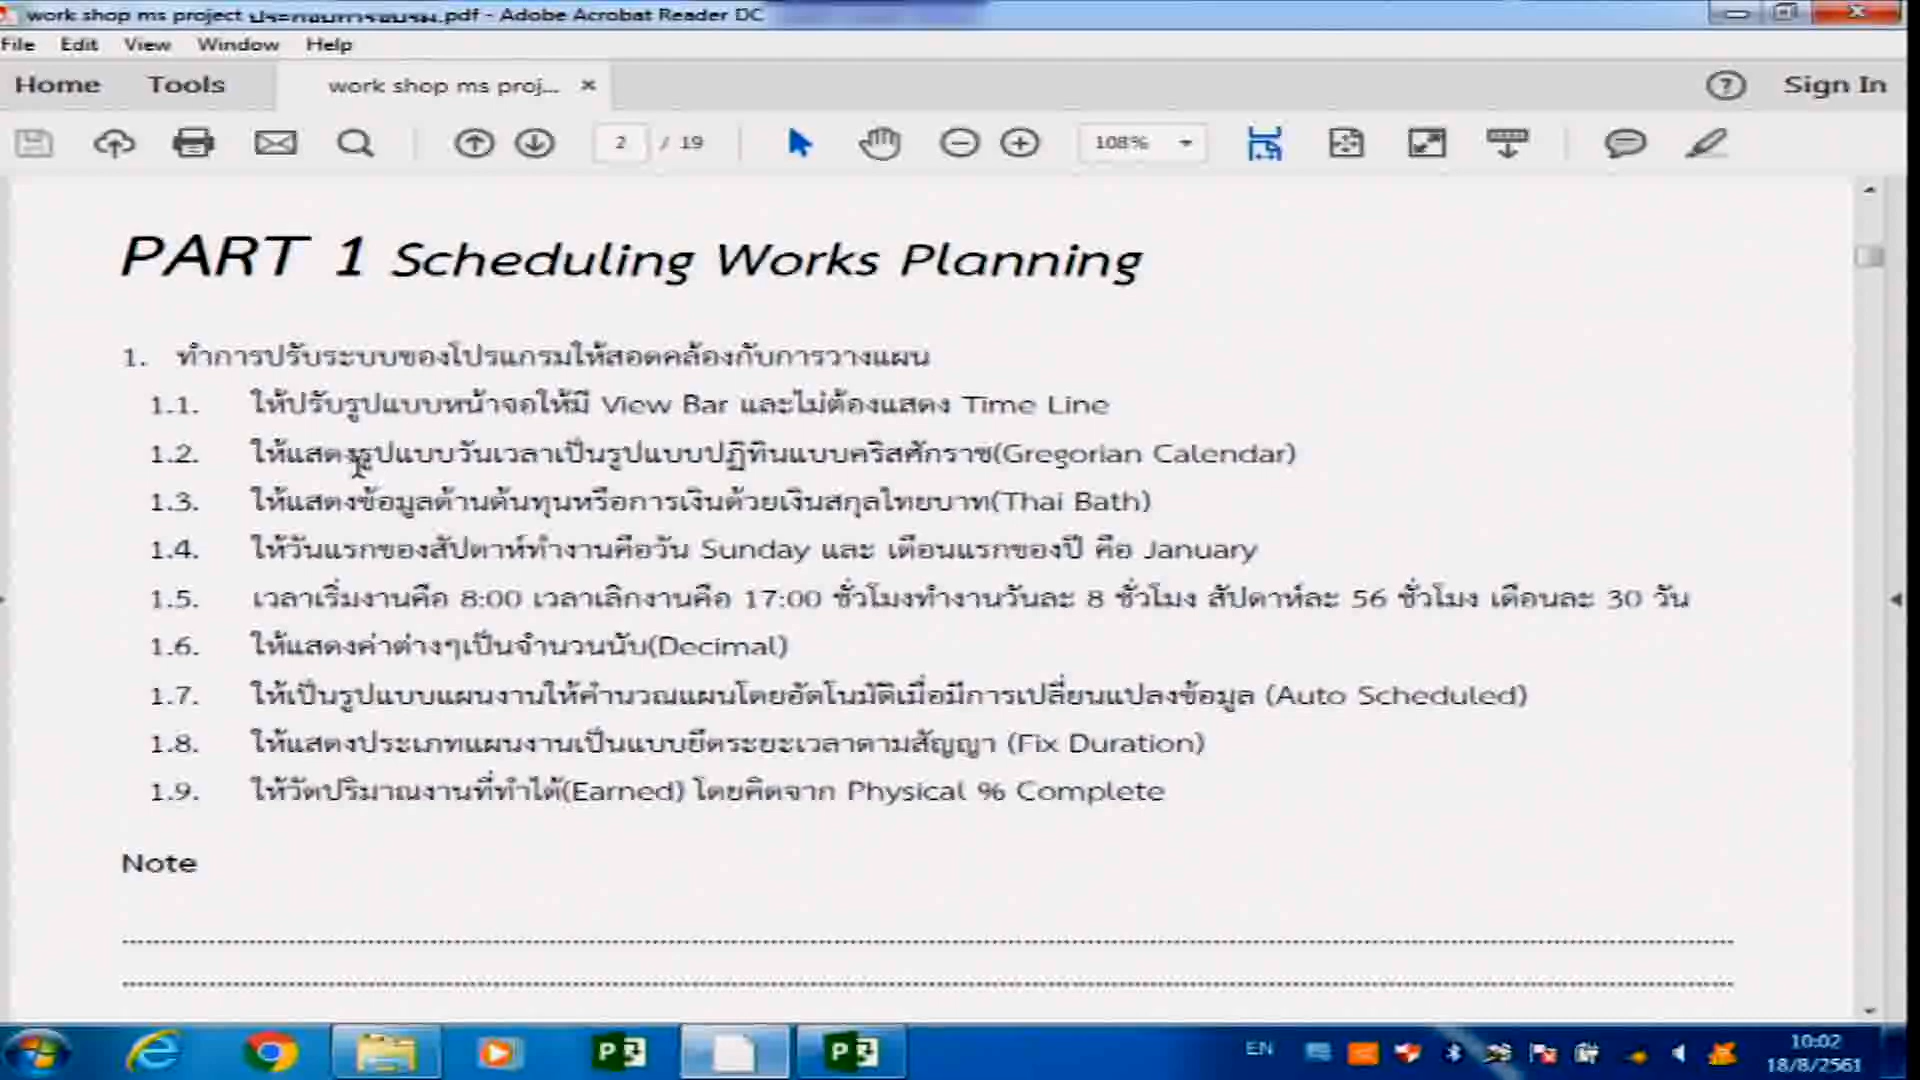 work shop ms project ประกอบการอบรม.pdf - Adobe Acrobat Reader DC
File Edit View Window Help
Home Tools work shop ms proj... × ? Sign In
2 / 19 108%
PART 1 Scheduling Works Planning
1. ทำการปรับระบบของโปรแกรมให้สอดคล้องกับการวางแผน
1.1. ให้ปรับรูปแบบหน้าจอให้มี View Bar และไม่ต้องแสดง Time Line
1.2. ให้แสดงรูปแบบวันเวลาเป็นรูปแบบปฏิทินแบบคริสศักราช(Gregorian Calendar)
1.3. ให้แสดงข้อมูลด้านต้นทุนหรือการเงินด้วยเงินสกุลไทยบาท(Thai Bath)
1.4. ให้วันแรกของสัปดาห์ทำงานคือวัน Sunday และ เดือนแรกของปี คือ January
1.5. เวลาเริ่มงานคือ 8:00 เวลาเลิกงานคือ 17:00 ชั่วโมงทำงานวันละ 8 ชั่วโมง สัปดาห์ละ 56 ชั่วโมง เดือนละ 30 วัน
1.6. ให้แสดงค่าต่างๆเป็นจำนวนนับ(Decimal)
1.7. ให้เป็นรูปแบบแผนงานให้คำนวณแผนโดยอัตโนมัติเมื่อมีการเปลี่ยนแปลงข้อมูล (Auto Scheduled)
1.8. ให้แสดงประเภทแผนงานเป็นแบบยึดระยะเวลาตามสัญญา (Fix Duration)
1.9. ให้วัดปริมาณงานที่ทำได้(Earned) โดยคิดจาก Physical % Complete
Note
EN 10:02
18/8/2561